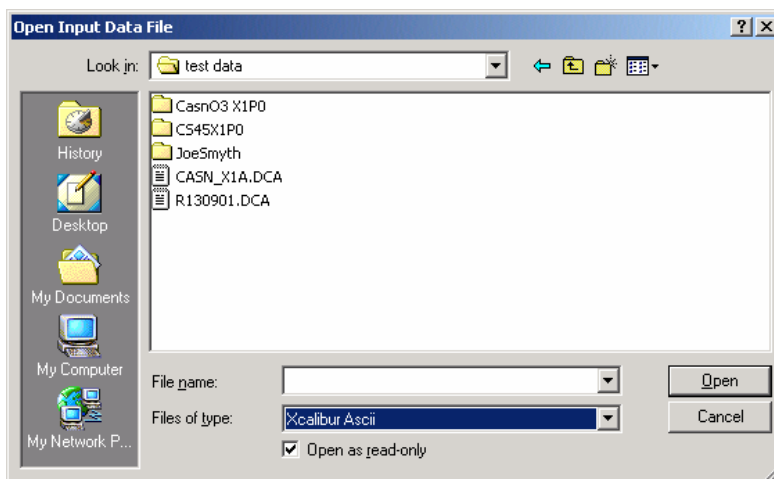 Open Input Data File
Look in: test data
History
Desktop
My Documents
My Computer
My Network P...
CasnO3 X1P0
CS45X1P0
JoeSmyth
CASN_X1A.DCA
R130901.DCA
File name: Open
Files of type: Xcalibur Ascii Cancel
Open as read-only